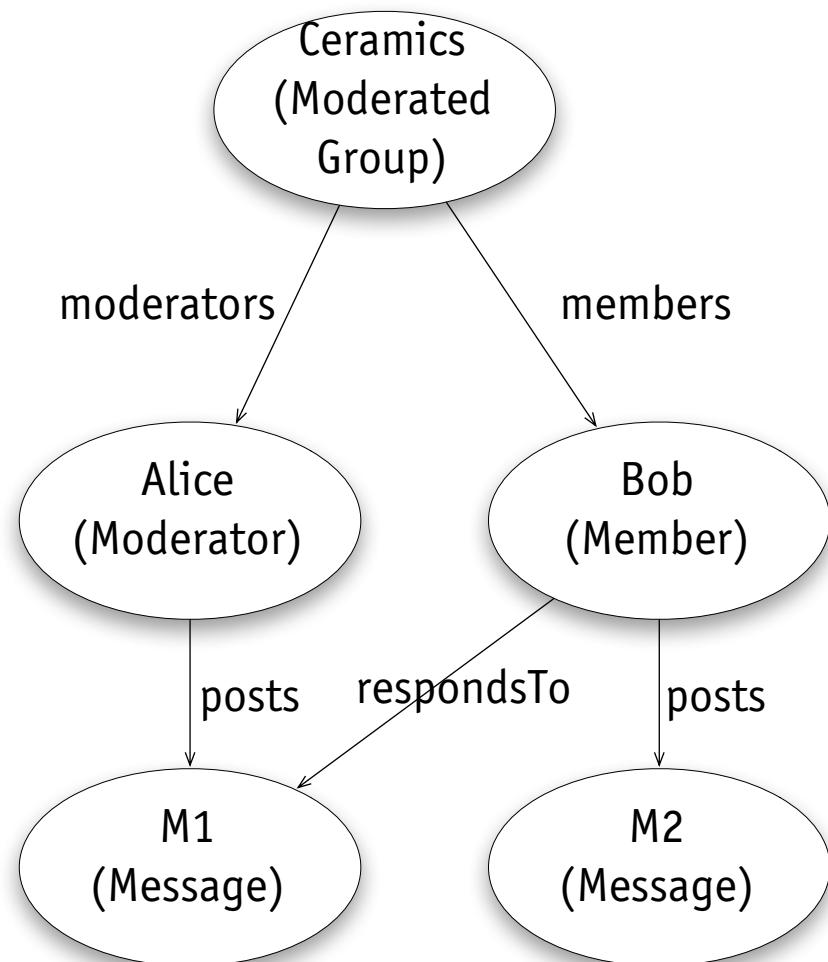 Ceramics
(Moderated
Group)
moderators
members
Alice
(Moderator)
Bob
(Member)
posts
respondsTo
posts
M1
(Message)
M2
(Message)